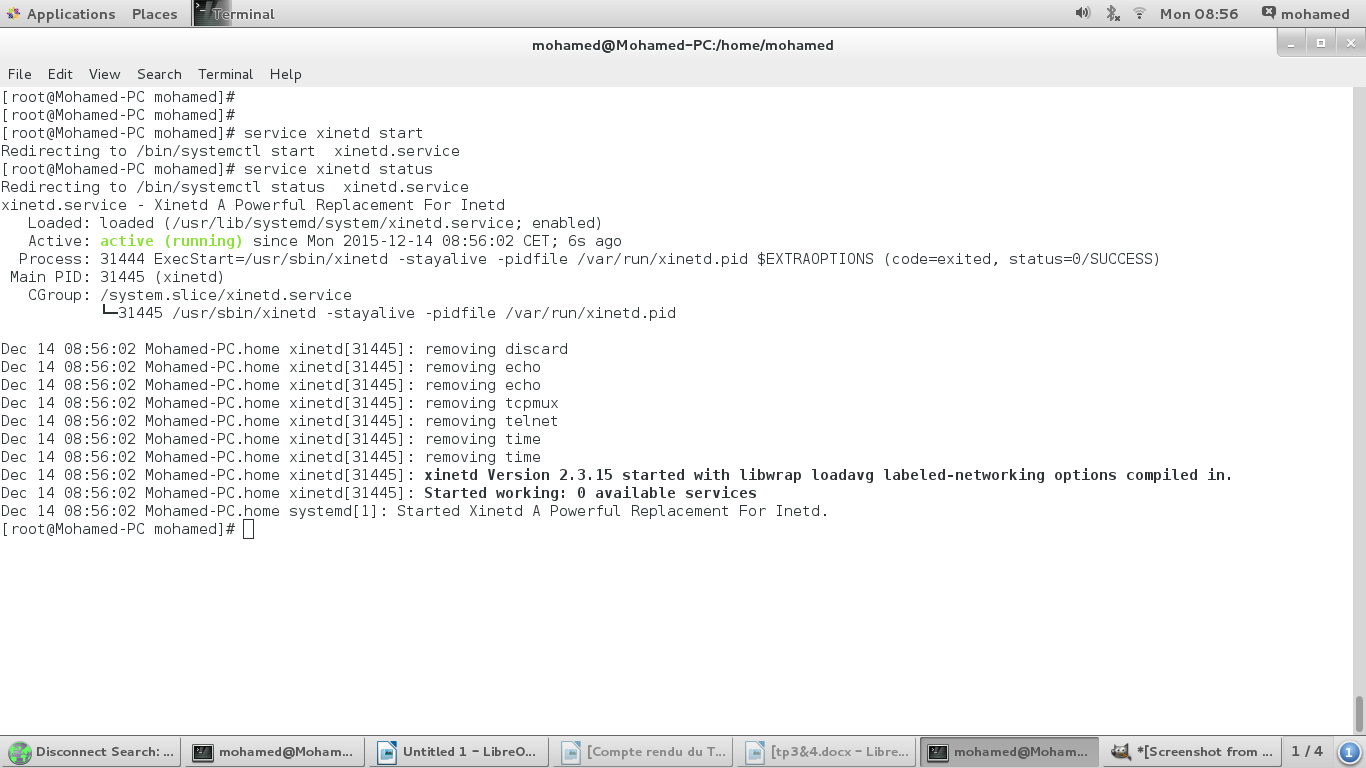 Applications Places Terminal Mon 08:56 mohamed
mohamed@Mohamed-PC:/home/mohamed
File Edit View Search Terminal Help
[root@Mohamed-PC mohamed]#
[root@Mohamed-PC mohamed]#
[root@Mohamed-PC mohamed]# service xinetd start
Redirecting to /bin/systemctl start  xinetd.service
[root@Mohamed-PC mohamed]# service xinetd status
Redirecting to /bin/systemctl status  xinetd.service
xinetd.service - Xinetd A Powerful Replacement For Inetd
   Loaded: loaded (/usr/lib/systemd/system/xinetd.service; enabled)
   Active: active (running) since Mon 2015-12-14 08:56:02 CET; 6s ago
  Process: 31444 ExecStart=/usr/sbin/xinetd -stayalive -pidfile /var/run/xinetd.pid $EXTRAOPTIONS (code=exited, status=0/SUCCESS)
 Main PID: 31445 (xinetd)
   CGroup: /system.slice/xinetd.service
           └─31445 /usr/sbin/xinetd -stayalive -pidfile /var/run/xinetd.pid
Dec 14 08:56:02 Mohamed-PC.home xinetd[31445]: removing discard
Dec 14 08:56:02 Mohamed-PC.home xinetd[31445]: removing echo
Dec 14 08:56:02 Mohamed-PC.home xinetd[31445]: removing echo
Dec 14 08:56:02 Mohamed-PC.home xinetd[31445]: removing tcpmux
Dec 14 08:56:02 Mohamed-PC.home xinetd[31445]: removing telnet
Dec 14 08:56:02 Mohamed-PC.home xinetd[31445]: removing time
Dec 14 08:56:02 Mohamed-PC.home xinetd[31445]: removing time
Dec 14 08:56:02 Mohamed-PC.home xinetd[31445]: xinetd Version 2.3.15 started with libwrap loadavg labeled-networking options compiled in.
Dec 14 08:56:02 Mohamed-PC.home xinetd[31445]: Started working: 0 available services
Dec 14 08:56:02 Mohamed-PC.home systemd[1]: Started Xinetd A Powerful Replacement For Inetd.
[root@Mohamed-PC mohamed]#
Disconnect Search: ... mohamed@Moham... Untitled 1 - LibreO... [Compte rendu du T... [tp3&4.docx - Libre... mohamed@Moham... *[Screenshot from ... 1 / 4 1